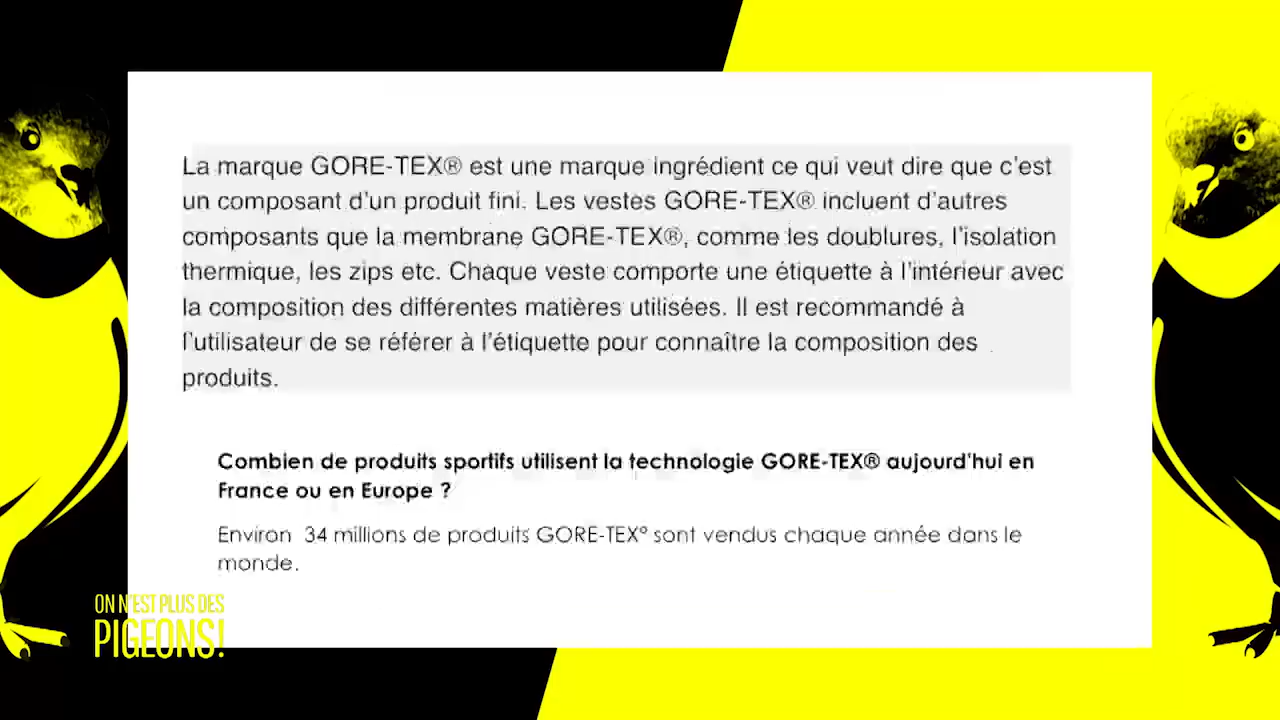 La marque GORE-TEX® est une marque ingrédient ce qui veut dire que c'est
un composant d'un produit fini. Les vestes GORE-TEX® incluent d'autres
composants que la membrane GORE-TEX®, comme les doublures, l'isolation
thermique, les zips etc. Chaque veste comporte une étiquette à l'intérieur avec
la composition des différentes matières utilisées. Il est recommandé à
l'utilisateur de se référer à l'étiquette pour connaître la composition des
produits.
Combien de produits sportifs utilisent la technologie GORE-TEX® aujourd'hui en
France ou en Europe ?
Environ 34 millions de produits GORE-TEX® sont vendus chaque année dans le
monde.
ON N'EST PLUS DES
PIGEONS!